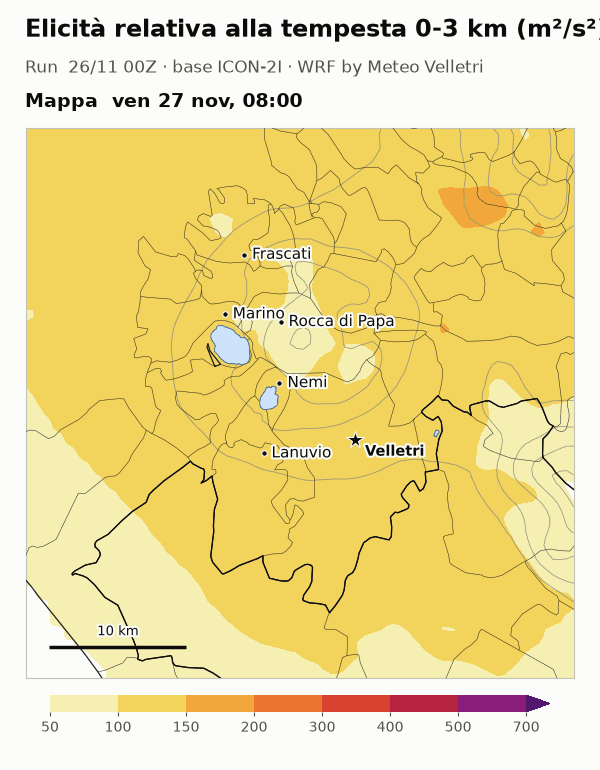 Elicità relativa alla tempesta 0-3 km (m²/s²)
Run  26/11 00Z · base ICON-2I · WRF by Meteo Velletri
Mappa  ven 27 nov, 08:00
Frascati
Marino
Rocca di Papa
Nemi
Velletri
Lanuvio
10 km
50 100 150 200 300 400 500 700